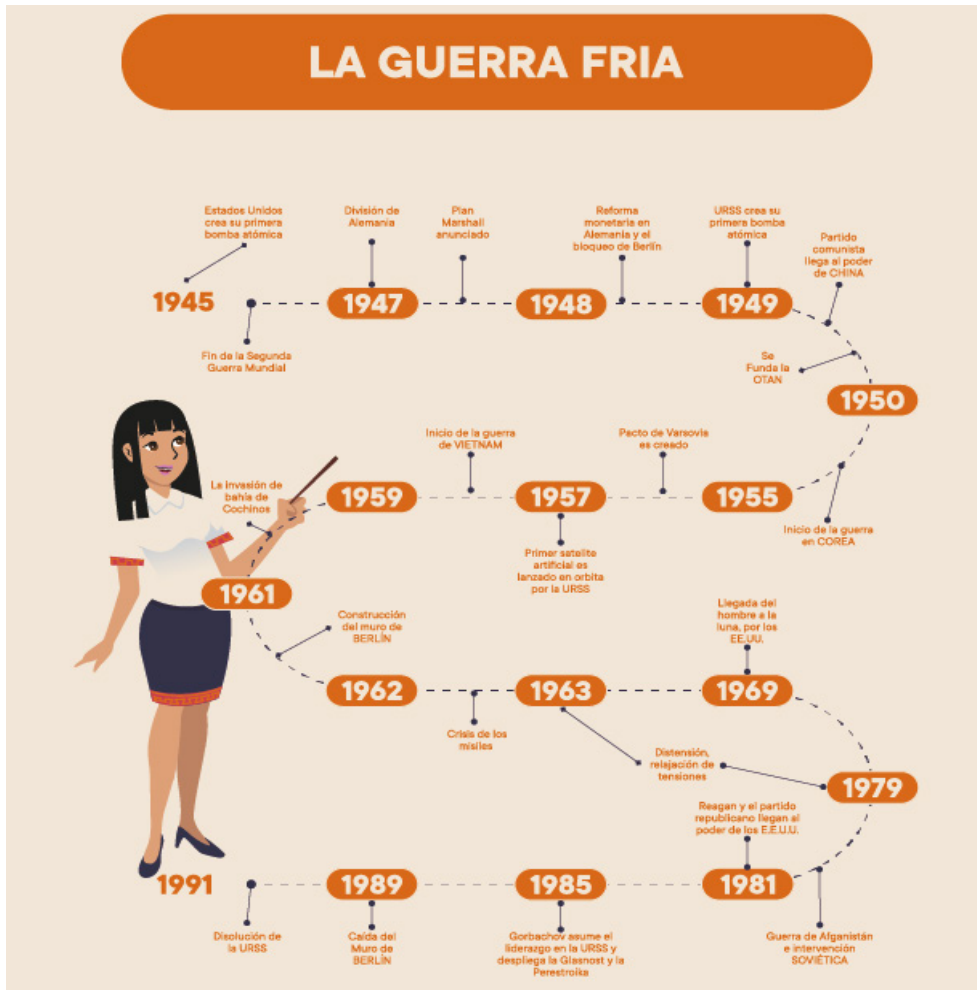 LA GUERRA FRIA
Estados Unidos
crea su primera
bomba atómica
División de
Alemania
Plan
Marshall
anunciado
Reforma
monetaria en
Alemania y el
bloqueo de Berlín
URSS crea su
primera bomba
atómica
Partido
comunista
llega al poder
de CHINA
1945
1947
1948
1949
Fin de la Segunda
Guerra Mundial
Se
Funda la
OTAN
1950
Inicio de la guerra
de VIETNAM
Pacto de Varsovia
es creado
La invasión de
bahía de
Cochinos
1959
1957
1955
Inicio de la guerra
en COREA
Primer satelite
artificial es
lanzado en orbita
por la URSS
1961
Construcción
del muro de
BERLÍN
Llegada del
hombre a la
luna, por los
EE.UU.
1962
1963
1969
Crisis de los
misiles
Distensión,
relajación de
tensiones
1979
Reagan y el partido
republicano llegan al
poder de los E.E.U.U.
1991
1989
1985
1981
Disolución de
la URSS
Caída del
Muro de
BERLÍN
Gorbachov asume el
liderazgo en la URSS y
despliega la Glasnost y la
Perestroika
Guerra de Afganistán
e intervención
SOVIÉTICA